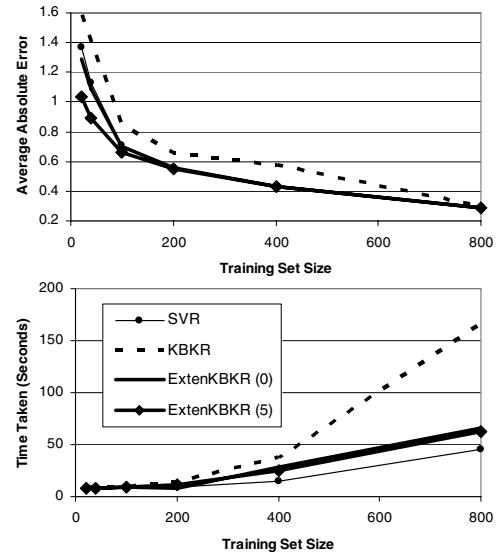 1.6
1.4
1.2
1
0.8
0.6
0.4
0.2
Average Absolute Error
0 200 400 600 800
Training Set Size
200
150
100
50
0
Time Taken (Seconds)
SVR
KBKR
ExtenKBKR (0)
ExtenKBKR (5)
0 200 400 600 800
Training Set Size